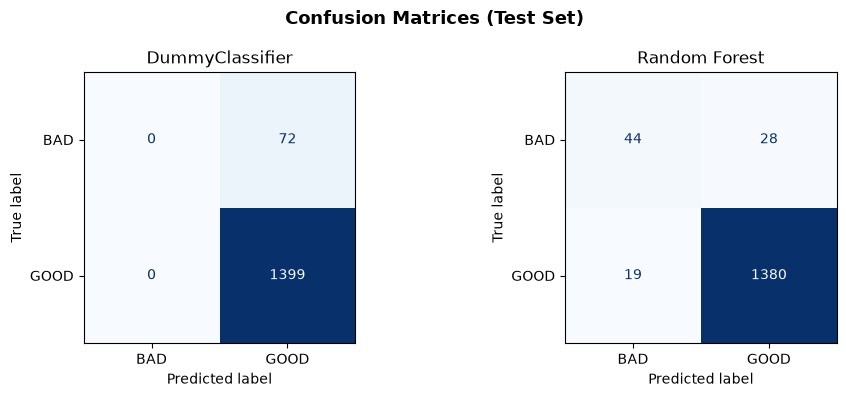 Confusion Matrices (Test Set)
DummyClassifier
True label
BAD
0
72
GOOD
0
1399
BAD
GOOD
Predicted label
Random Forest
True label
BAD
44
28
GOOD
19
1380
BAD
GOOD
Predicted label